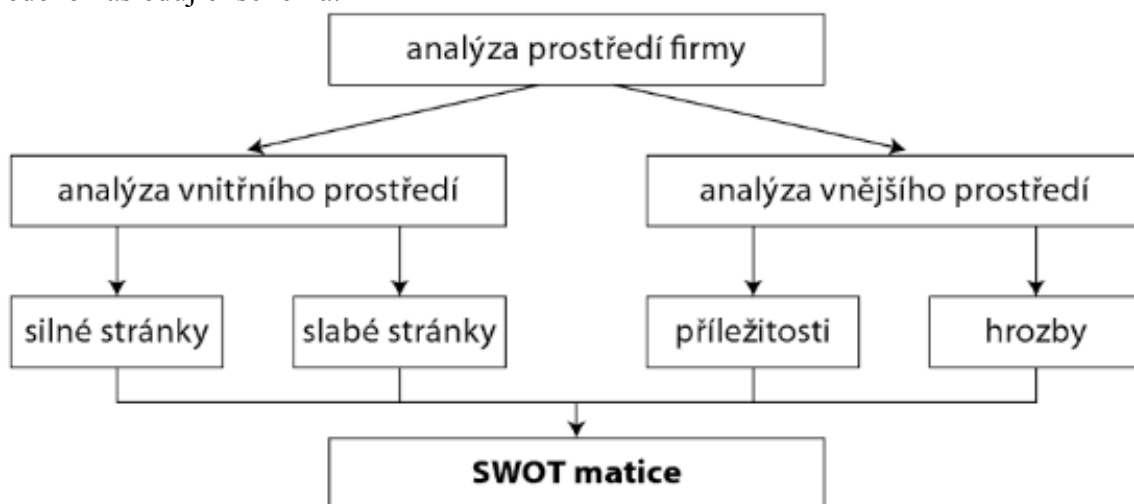 analýza prostředí firmy
analýza vnitřního prostředí
analýza vnějšího prostředí
silné stránky
slabé stránky
příležitosti
hrozby
SWOT matice